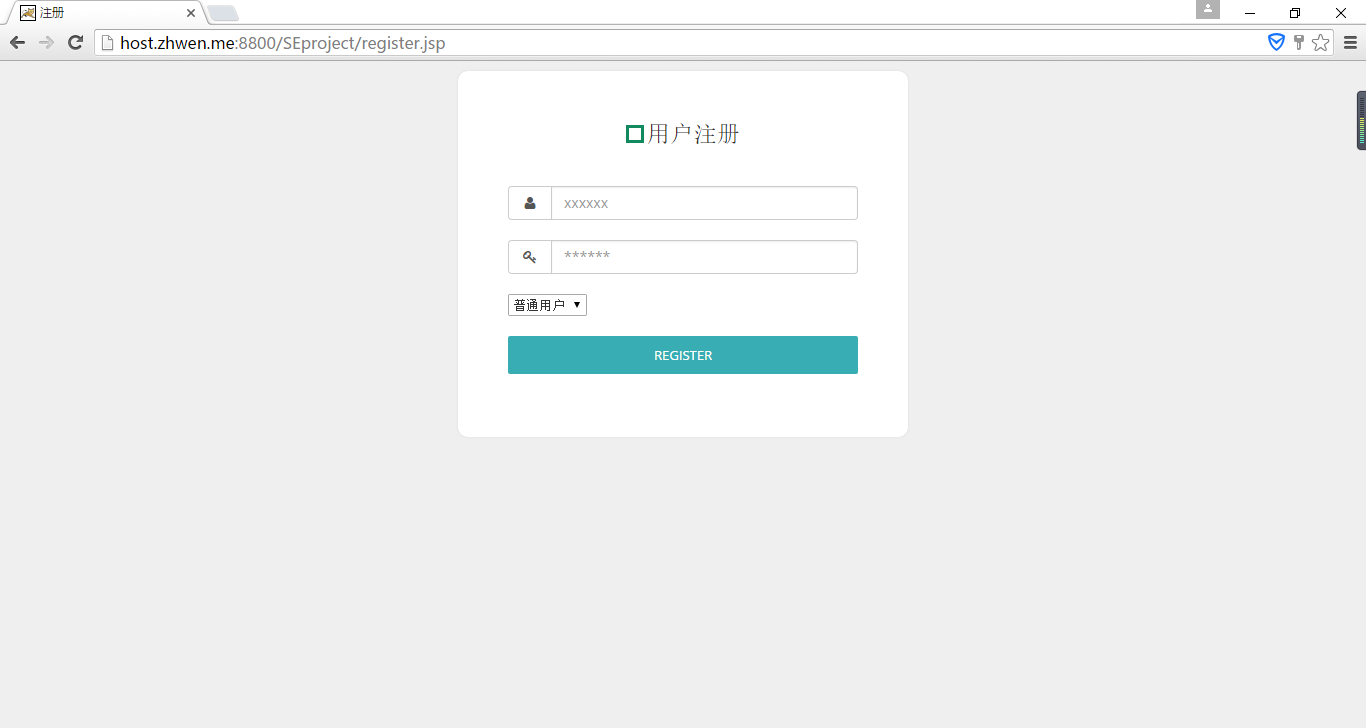 注册
host.zhwen.me:8800/SEproject/register.jsp
用户注册
xxxxxx
******
普通用户
REGISTER